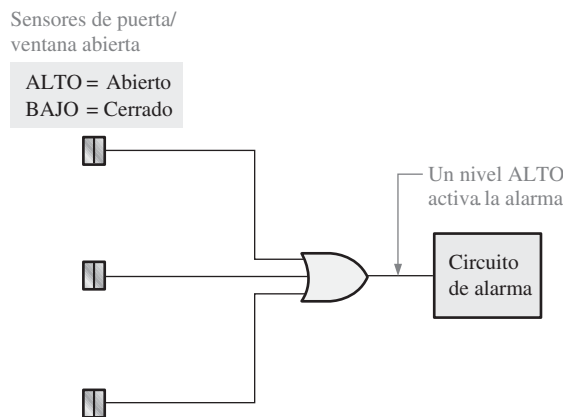 Sensores de puerta/
ventana abierta
ALTO = Abierto
BAJO = Cerrado
Un nivel ALTO
activa la alarma
Circuito
de alarma